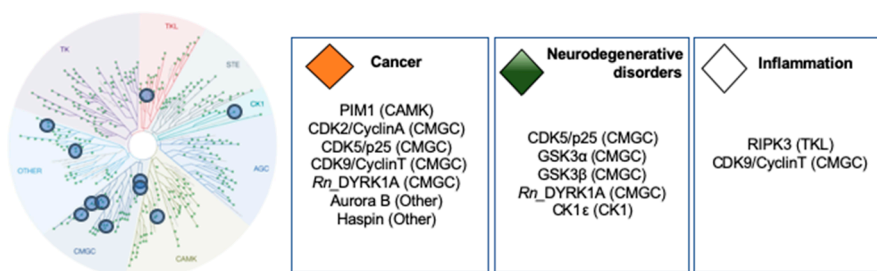 TK
TKL
STE
CK1
AGC
CAMK
CMGC
OTHER
Cancer
PIM1 (CAMK)
CDK2/CyclinA (CMGC)
CDK5/p25 (CMGC)
CDK9/CyclinT (CMGC)
Rn_DYRK1A (CMGC)
Aurora B (Other)
Haspin (Other)
Neurodegenerative
disorders
CDK5/p25 (CMGC)
GSK3α (CMGC)
GSK3β (CMGC)
Rn_DYRK1A (CMGC)
CK1ε (CK1)
Inflammation
RIPK3 (TKL)
CDK9/CyclinT (CMGC)